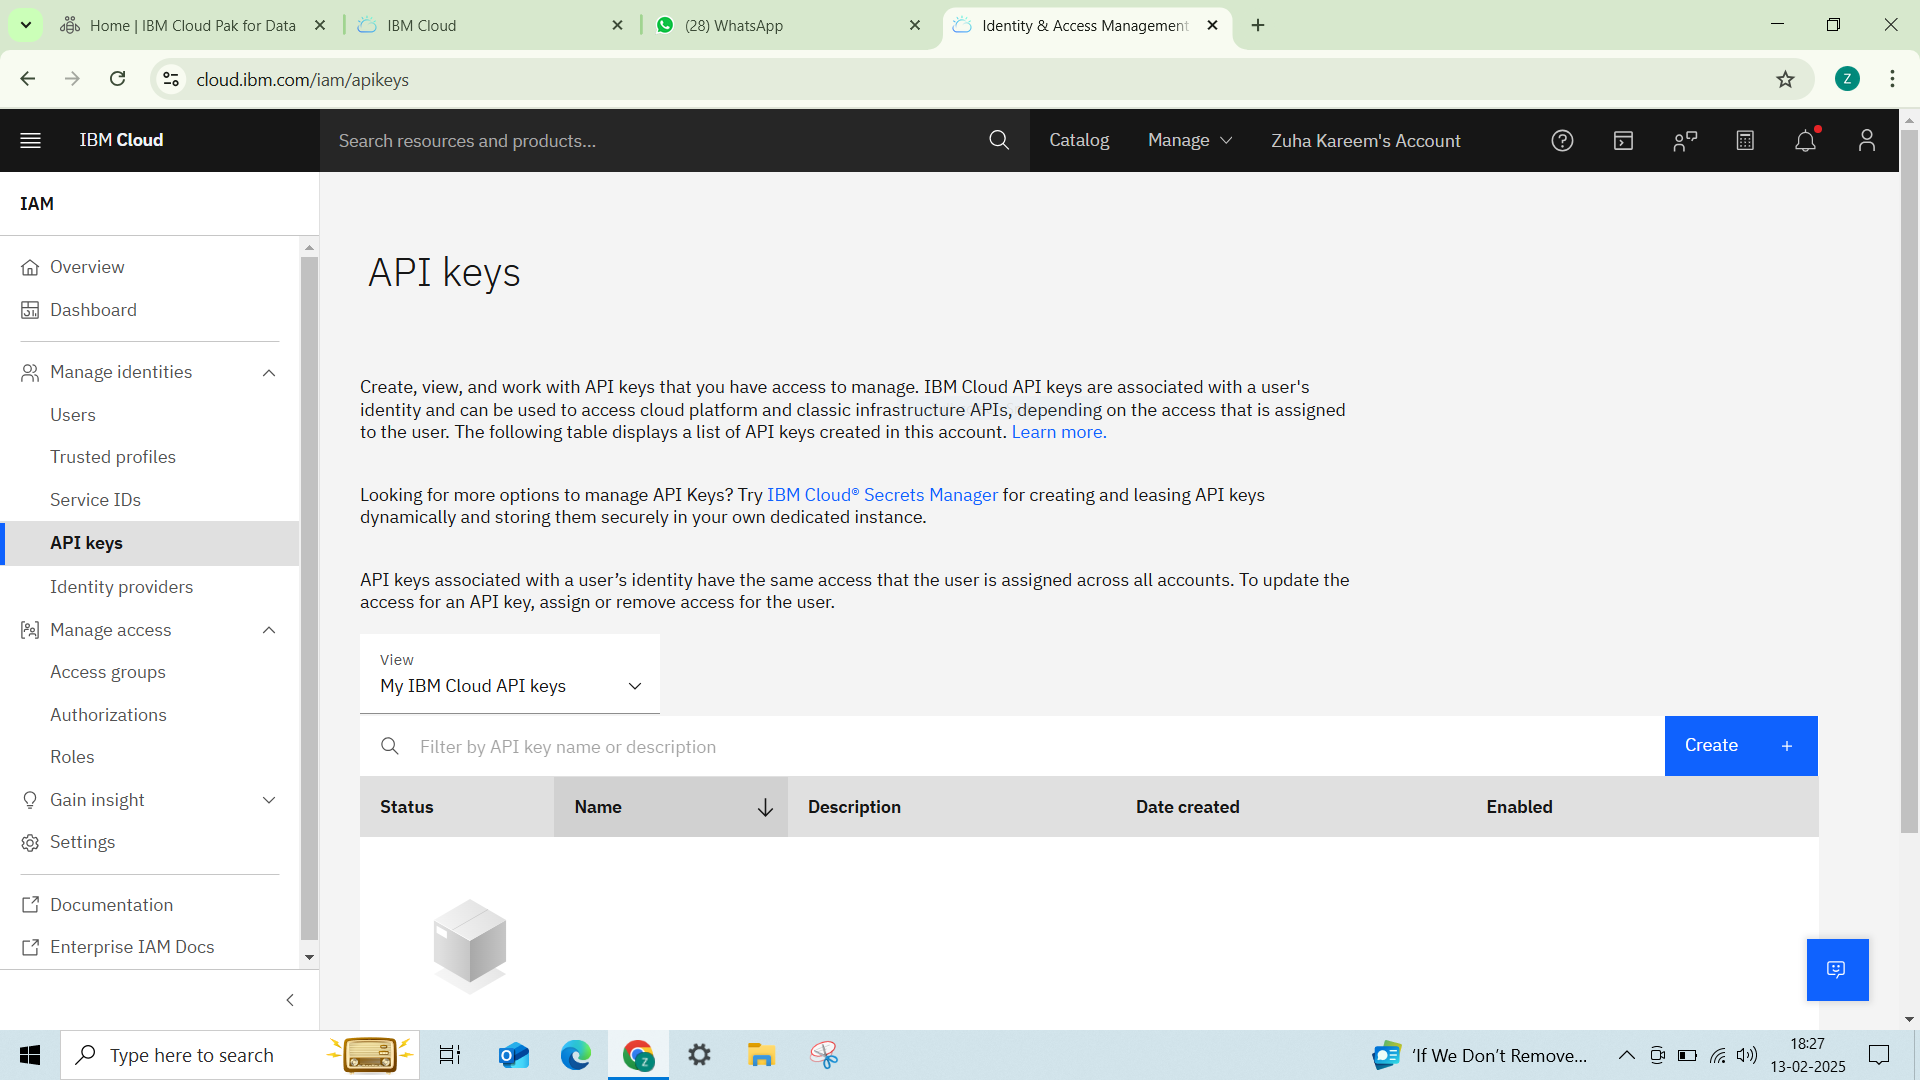 Home | IBM Cloud Pak for Data
IBM Cloud
(28) WhatsApp
Identity & Access Management
cloud.ibm.com/iam/apikeys
Z
IBM Cloud
Search resources and products...
Catalog
Manage
Zuha Kareem's Account
IAM
Overview
Dashboard
Manage identities
Users
Trusted profiles
Service IDs
API keys
Identity providers
Manage access
Access groups
Authorizations
Roles
Gain insight
Settings
Documentation
Enterprise IAM Docs
API keys
Create, view, and work with API keys that you have access to manage. IBM Cloud API keys are associated with a user's
identity and can be used to access cloud platform and classic infrastructure APIs, depending on the access that is assigned
to the user. The following table displays a list of API keys created in this account. Learn more.
Looking for more options to manage API Keys? Try IBM Cloud® Secrets Manager for creating and leasing API keys
dynamically and storing them securely in your own dedicated instance.
API keys associated with a user’s identity have the same access that the user is assigned across all accounts. To update the
access for an API key, assign or remove access for the user.
View
My IBM Cloud API keys
Filter by API key name or description
Create +
Status
Name
Description
Date created
Enabled
Type here to search
‘If We Don’t Remove...
18:27
13-02-2025